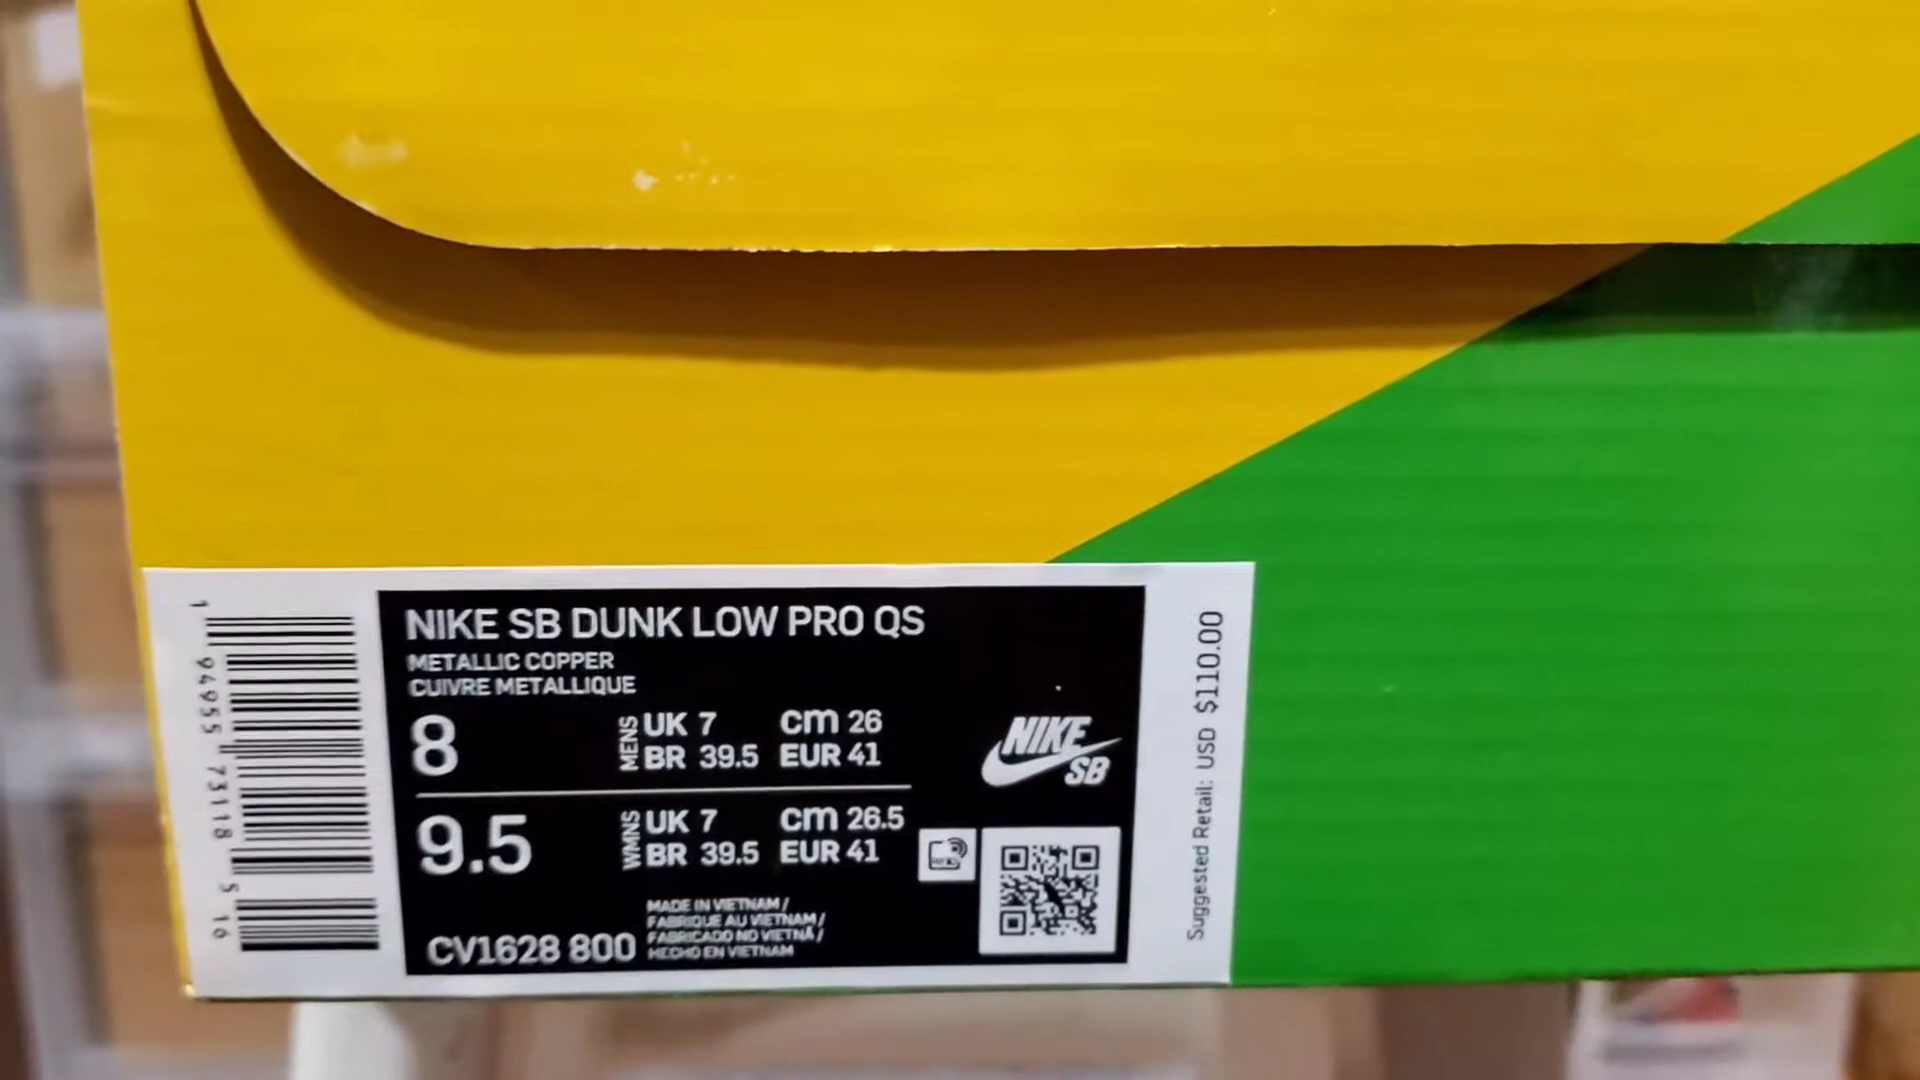 NIKE SB DUNK LOW PRO QS
METALLIC COPPER
CUIVRE METALLIQUE
8
MENS
UK 7 cm 26
BR 39.5 EUR 41
9.5
WMNS
UK 7 cm 26.5
BR 39.5 EUR 41
CV1628 800
MADE IN VIETNAM /
FABRIQUE AU VIETNAM /
FABRICADO NO VIETNÃ /
HECHO EN VIETNAM
NIKE
SB
Suggested Retail: USD $110.00
1 94955 73118 5 16